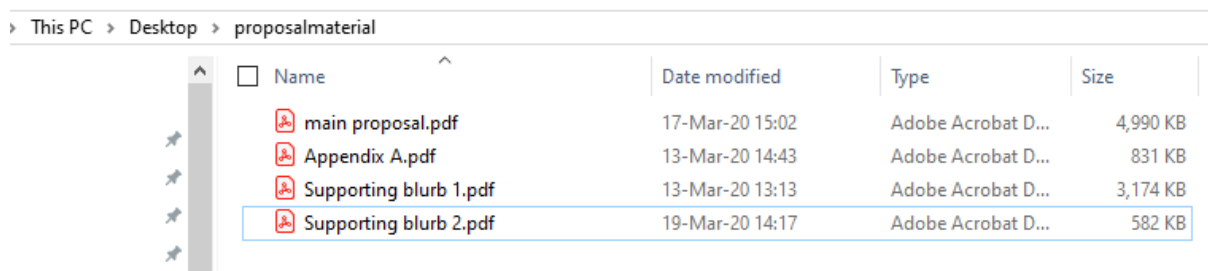 This PC > Desktop > proposalmaterial
Name Date modified Type Size
main proposal.pdf 17-Mar-20 15:02 Adobe Acrobat D... 4,990 KB
Appendix A.pdf 13-Mar-20 14:43 Adobe Acrobat D... 831 KB
Supporting blurb 1.pdf 13-Mar-20 13:13 Adobe Acrobat D... 3,174 KB
Supporting blurb 2.pdf 19-Mar-20 14:17 Adobe Acrobat D... 582 KB